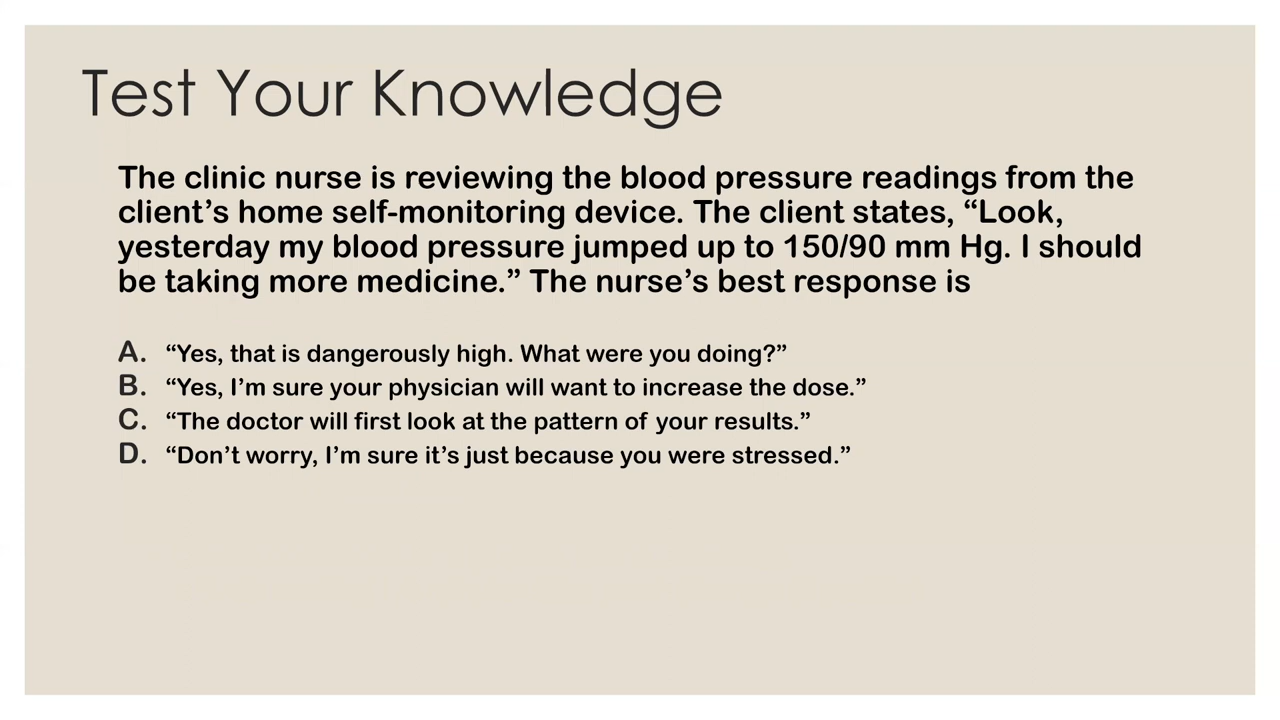 Test Your Knowledge
The clinic nurse is reviewing the blood pressure readings from the
client’s home self-monitoring device. The client states, “Look,
yesterday my blood pressure jumped up to 150/90 mm Hg. I should
be taking more medicine.” The nurse’s best response is
A. “Yes, that is dangerously high. What were you doing?”
B. “Yes, I’m sure your physician will want to increase the dose.”
C. “The doctor will first look at the pattern of your results.”
D. “Don’t worry, I’m sure it’s just because you were stressed.”